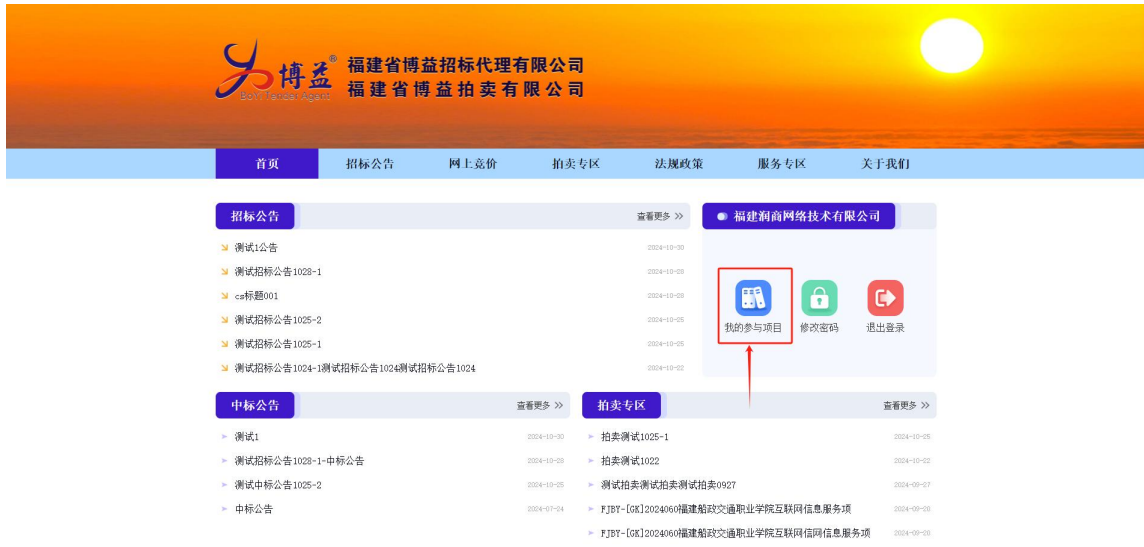 博益®
BoYi Tender Agent
福建省博益招标代理有限公司
福建省博益拍卖有限公司
首页 招标公告 网上竞价 拍卖专区 法规政策 服务专区 关于我们
招标公告 查看更多 >>
测试1公告 2024-10-30
测试招标公告1028-1 2024-10-28
cs标题001 2024-10-28
测试招标公告1025-2 2024-10-25
测试招标公告1025-1 2024-10-25
测试招标公告1024-1测试招标公告1024测试招标公告1024 2024-10-22
福建润商网络技术有限公司
我的参与项目 修改密码 退出登录
中标公告 查看更多 >>
测试1 2024-10-30
测试招标公告1028-1-中标公告 2024-10-28
测试中标公告1025-2 2024-10-25
中标公告 2024-07-24
拍卖专区 查看更多 >>
拍卖测试1025-1 2024-10-25
拍卖测试1022 2024-10-22
测试拍卖测试拍卖测试拍卖0927 2024-09-27
FJBY-[GK]2024060福建船政交通职业学院互联网信息服务项 2024-09-20
FJBY-[GK]2024060福建船政交通职业学院互联网信网信息服务项 2024-09-20